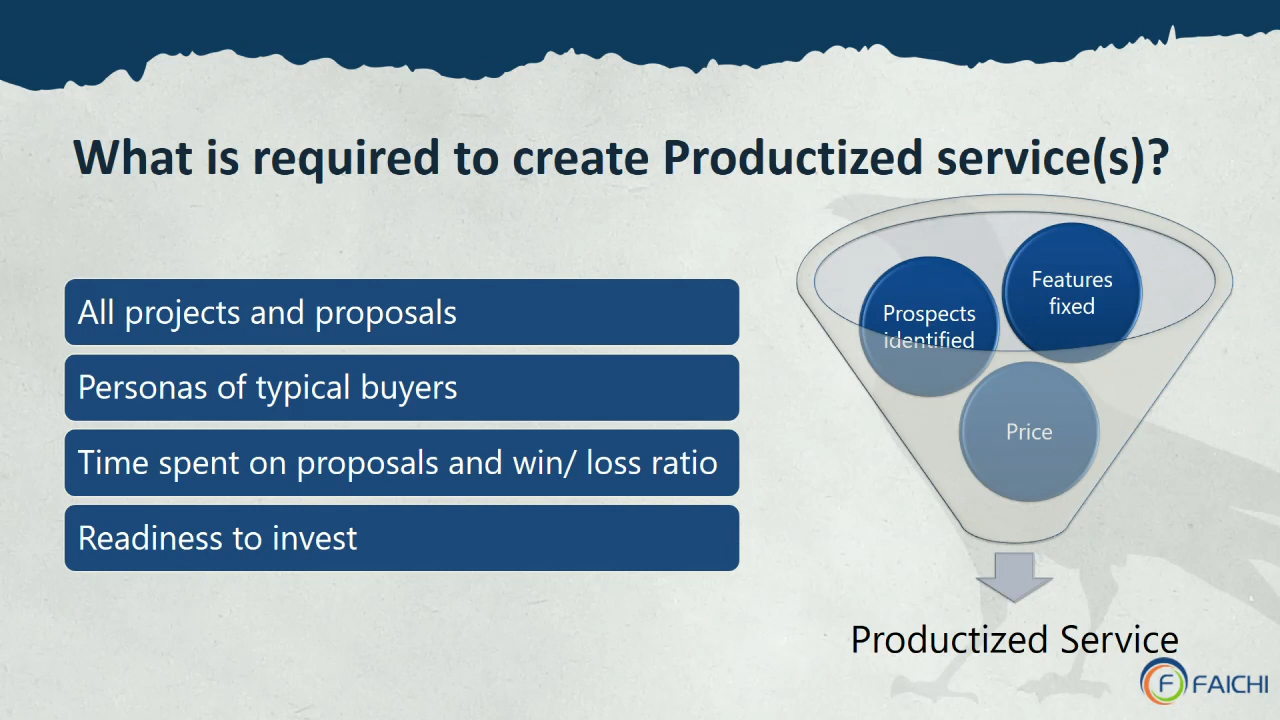 What is required to create Productized service(s)?
All projects and proposals
Personas of typical buyers
Time spent on proposals and win/ loss ratio
Readiness to invest
Features
fixed
Prospects
identified
Price
Productized Service
F FAICHI